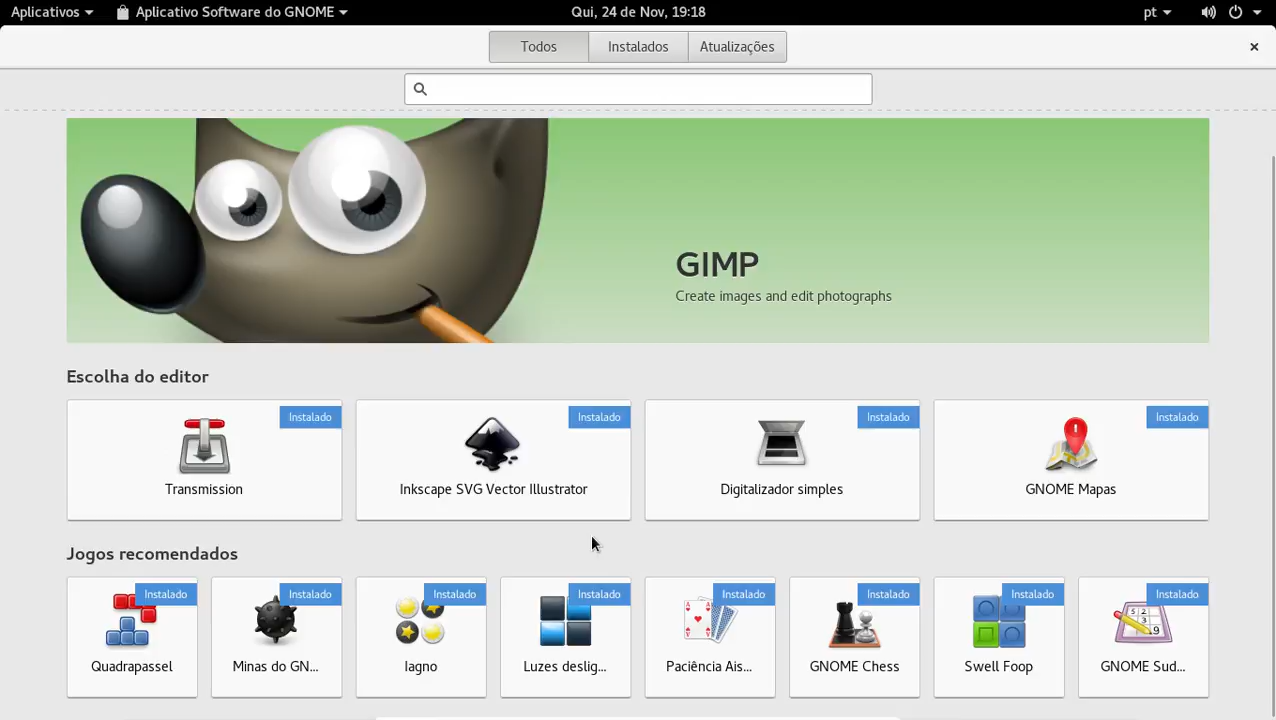 Aplicativos Aplicativo Software do GNOME Qui, 24 de Nov, 19:18 pt
Todos Instalados Atualizações
GIMP
Create images and edit photographs
Escolha do editor
Instalado Instalado Instalado Instalado
Transmission Inkscape SVG Vector Illustrator Digitalizador simples GNOME Mapas
Jogos recomendados
Instalado Instalado Instalado Instalado Instalado Instalado Instalado Instalado
Quadrapassel Minas do GN... Iagno Luzes deslig... Paciência Ais... GNOME Chess Swell Foop GNOME Sud...